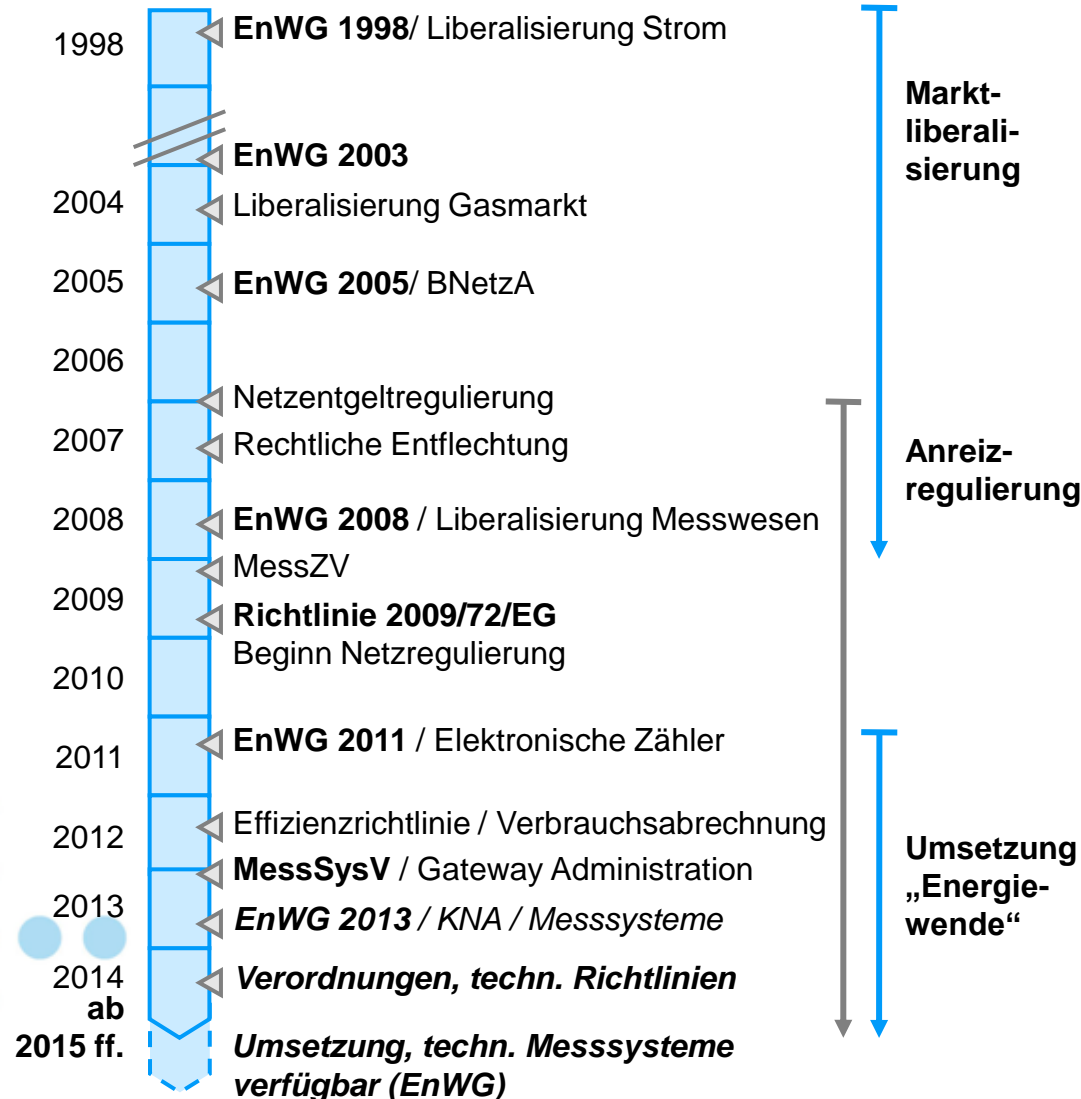 1998
EnWG 1998/ Liberalisierung Strom
Markt-
liberali-
sierung
EnWG 2003
2004
Liberalisierung Gasmarkt
2005
EnWG 2005/ BNetzA
2006
Netzentgeltregulierung
2007
Rechtliche Entflechtung
Anreiz-
regulierung
2008
EnWG 2008 / Liberalisierung Messwesen
MessZV
2009
Richtlinie 2009/72/EG
Beginn Netzregulierung
2010
EnWG 2011 / Elektronische Zähler
2011
Effizienzrichtlinie / Verbrauchsabrechnung
2012
Umsetzung
„Energie-
wende“
MessSysV / Gateway Administration
2013
EnWG 2013 / KNA / Messsysteme
2014
Verordnungen, techn. Richtlinien
ab
2015 ff.
Umsetzung, techn. Messsysteme
verfügbar (EnWG)